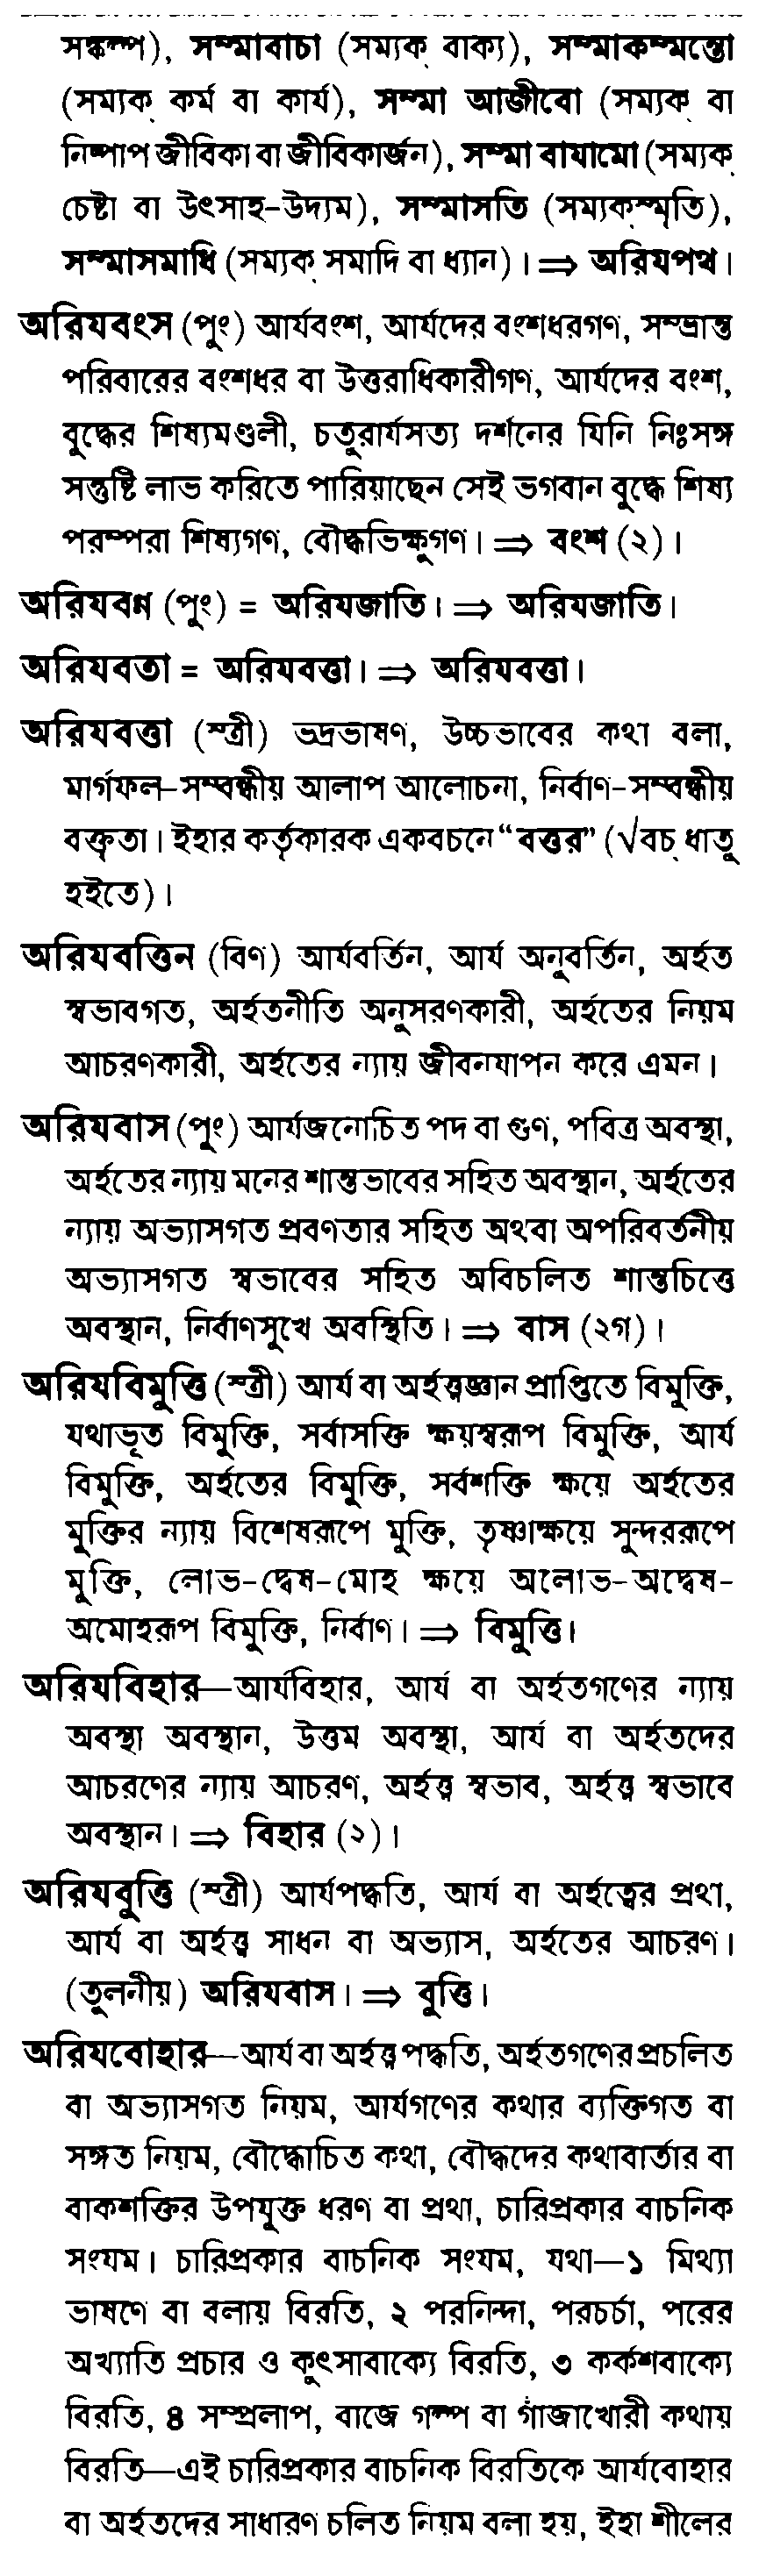 সঙ্কল্প), সম্মাবাচা (সম্যক্ বাক্য), সম্মাকম্মন্তো
(সম্যক্ কর্ম বা কার্য), সম্মা আজীবো (সম্যক্ বা
নিষ্পাপ জীবিকা বা জীবিকার্জন), সম্মা বাযামো (সম্যক্
চেষ্টা বা উৎসাহ-উদ্যম), সম্মাসতি (সম্যক্‌স্মৃতি),
সম্মাসমাধি (সম্যক্ সমাদি বা ধ্যান)। ⇒ অরিযপথ।
অরিযবংস (পুং) আর্যবংশ, আর্যদের বংশধরগণ, সম্ভ্রান্ত
পরিবারের বংশধর বা উত্তরাধিকারীগণ, আর্যদের বংশ,
বুদ্ধের শিষ্যমণ্ডলী, চতুরার্যসত্য দর্শনের যিনি নিঃসঙ্গ
সন্তুষ্টি লাভ করিতে পারিয়াছেন সেই ভগবান বুদ্ধে শিষ্য
পরম্পরা শিষ্যগণ, বৌদ্ধভিক্ষুগণ। ⇒ বংশ (২)।
অরিযবণ্ণ (পুং) = অরিযজাতি। ⇒ অরিযজাতি।
অরিযবতা = অরিযবত্তা। ⇒ অরিযবত্তা।
অরিযবত্তা (স্ত্রী) ভদ্রভাষণ, উচ্চভাবের কথা বলা,
মার্গফল-সম্বন্ধীয় আলাপ আলোচনা, নির্বাণ-সম্বন্ধীয়
বক্তৃতা। ইহার কর্তৃকারক একবচনে “বত্তর” (√বচ্ ধাতু
হইতে)।
অরিযবত্তিন (বিণ) আর্যবর্তিন, আর্য অনুবর্তিন, অর্হত
স্বভাবগত, অর্হতনীতি অনুসরণকারী, অর্হতের নিয়ম
আচরণকারী, অর্হতের ন্যায় জীবনযাপন করে এমন।
অরিযবাস (পুং) আর্যজনোচিত পদ বা গুণ, পবিত্র অবস্থা,
অর্হতের ন্যায় মনের শান্তভাবের সহিত অবস্থান, অর্হতের
ন্যায় অভ্যাসগত প্রবণতার সহিত অথবা অপরিবর্তনীয়
অভ্যাসগত স্বভাবের সহিত অবিচলিত শান্তচিত্তে
অবস্থান, নির্বাণসুখে অবস্থিতি। ⇒ বাস (২গ)।
অরিযবিমুত্তি (স্ত্রী) আর্য বা অর্হত্ত্বজ্ঞান প্রাপ্তিতে বিমুক্তি,
যথাভূত বিমুক্তি, সর্বাসক্তি ক্ষয়স্বরূপ বিমুক্তি, আর্য
বিমুক্তি, অর্হতের বিমুক্তি, সর্বশক্তি ক্ষয়ে অর্হতের
মুক্তির ন্যায় বিশেষরূপে মুক্তি, তৃষ্ণাক্ষয়ে সুন্দররূপে
মুক্তি, লোভ-দ্বেষ-মোহ ক্ষয়ে অলোভ-অদ্বেষ-
অমোহরূপ বিমুক্তি, নির্বাণ। ⇒ বিমুত্তি।
অরিযবিহার—আর্যবিহার, আর্য বা অর্হতগণের ন্যায়
অবস্থা অবস্থান, উত্তম অবস্থা, আর্য বা অর্হতদের
আচরণের ন্যায় আচরণ, অর্হত্ত্ব স্বভাব, অর্হত্ত্ব স্বভাবে
অবস্থান। ⇒ বিহার (২)।
অরিযবুত্তি (স্ত্রী) আর্যপদ্ধতি, আর্য বা অর্হত্বের প্রথা,
আর্য বা অর্হত্ত্ব সাধন বা অভ্যাস, অর্হতের আচরণ।
(তুলনীয়) অরিযবাস। ⇒ বুত্তি।
অরিযবোহার—আর্য বা অর্হত্ত্ব পদ্ধতি, অর্হতগণের প্রচলিত
বা অভ্যাসগত নিয়ম, আর্যগণের কথার ব্যক্তিগত বা
সঙ্গত নিয়ম, বৌদ্ধোচিত কথা, বৌদ্ধদের কথাবার্তার বা
বাকশক্তির উপযুক্ত ধরণ বা প্রথা, চারিপ্রকার বাচনিক
সংযম। চারিপ্রকার বাচনিক সংযম, যথা—১ মিথ্যা
ভাষণে বা বলায় বিরতি, ২ পরনিন্দা, পরচর্চা, পরের
অখ্যাতি প্রচার ও কুৎসাবাক্যে বিরতি, ৩ কর্কশবাক্যে
বিরতি, ৪ সম্প্রলাপ, বাজে গল্প বা গাঁজাখোরী কথায়
বিরতি—এই চারিপ্রকার বাচনিক বিরতিকে আর্যবোহার
বা অর্হতদের সাধারণ চলিত নিয়ম বলা হয়, ইহা শীলের